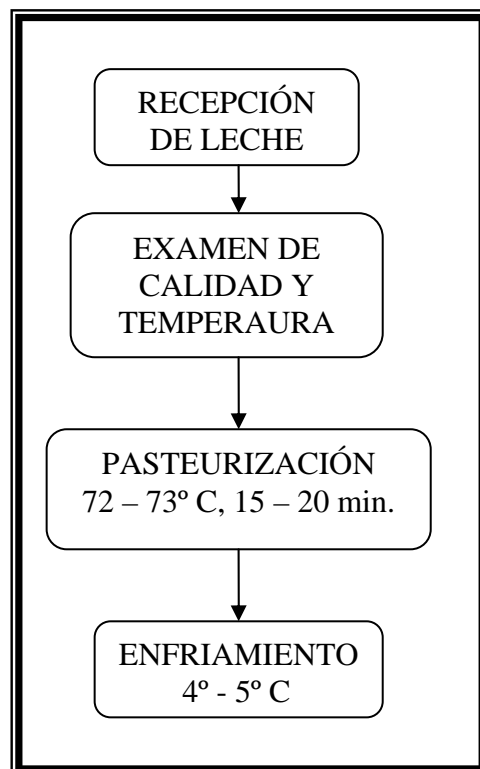 RECEPCIÓN
DE LECHE
EXAMEN DE
CALIDAD Y
TEMPERAURA
PASTEURIZACIÓN
72 – 73º C, 15 – 20 min.
ENFRIAMIENTO
4º - 5º C